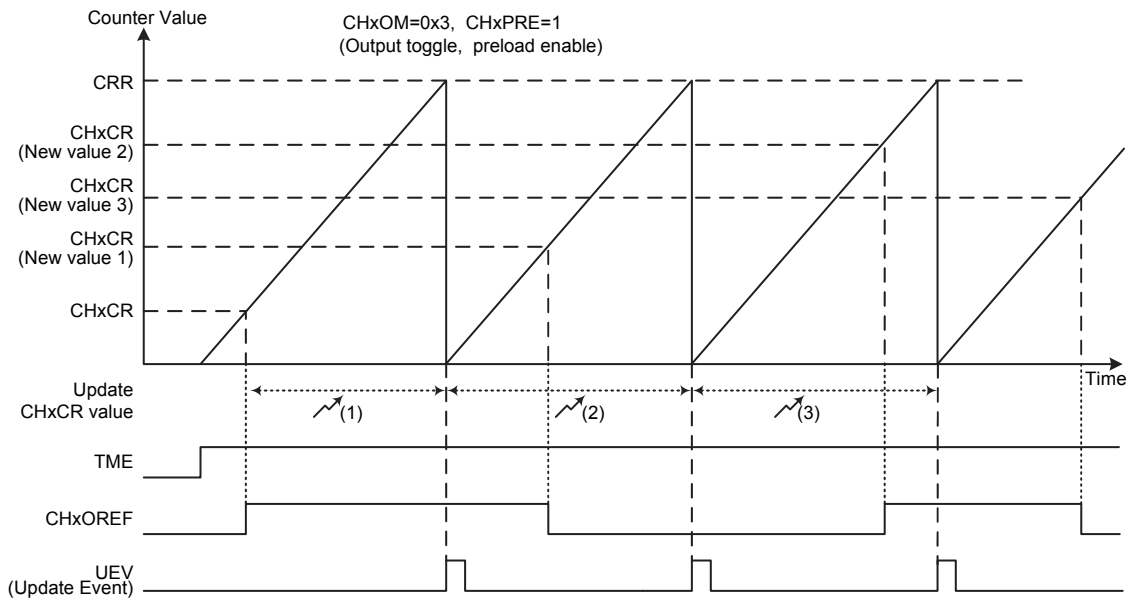 Counter Value
CHxOM=0x3, CHxPRE=1
(Output toggle, preload enable)
CRR
CHxCR
(New value 2)
CHxCR
(New value 3)
CHxCR
(New value 1)
CHxCR
Time
Update
CHxCR value
(1)
(2)
(3)
TME
CHxOREF
UEV
(Update Event)